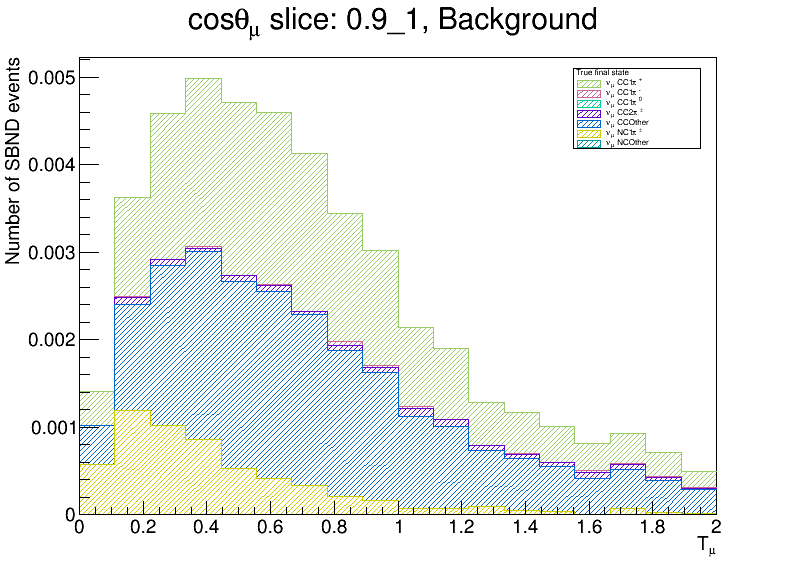 cosθμ slice: 0.9_1, Background
Number of SBND events
0.005
0.004
0.003
0.002
0.001
0
True final state
νμ CC1π+
νμ CC1π-
νμ CC1π0
νμ CC2π±
νμ CCOther
νμ NC1π±
νμ NCOther
0 0.2 0.4 0.6 0.8 1 1.2 1.4 1.6 1.8 2
Tμ